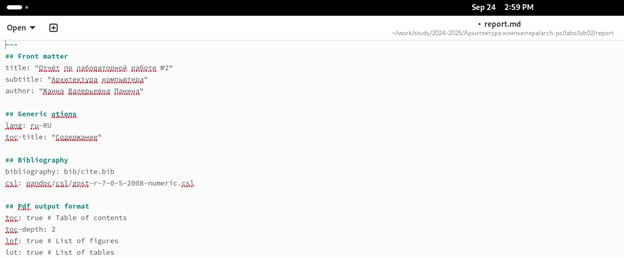 Sep 24 2:59 PM
Open
• report.md
~/work/study/2024-2025/Архитектура компьютера/arch-pc/labs/lab02/report
---
## Front matter
title: "Отчёт по лабораторной работе №2"
subtitle: "Архитектура компьютера"
author: "Жанна Валерьевна Панина"
## Generic otions
lang: ru-RU
toc-title: "Содержание"
## Bibliography
bibliography: bib/cite.bib
csl: pandoc/csl/gost-r-7-0-5-2008-numeric.csl
## Pdf output format
toc: true # Table of contents
toc-depth: 2
lof: true # List of figures
lot: true # List of tables